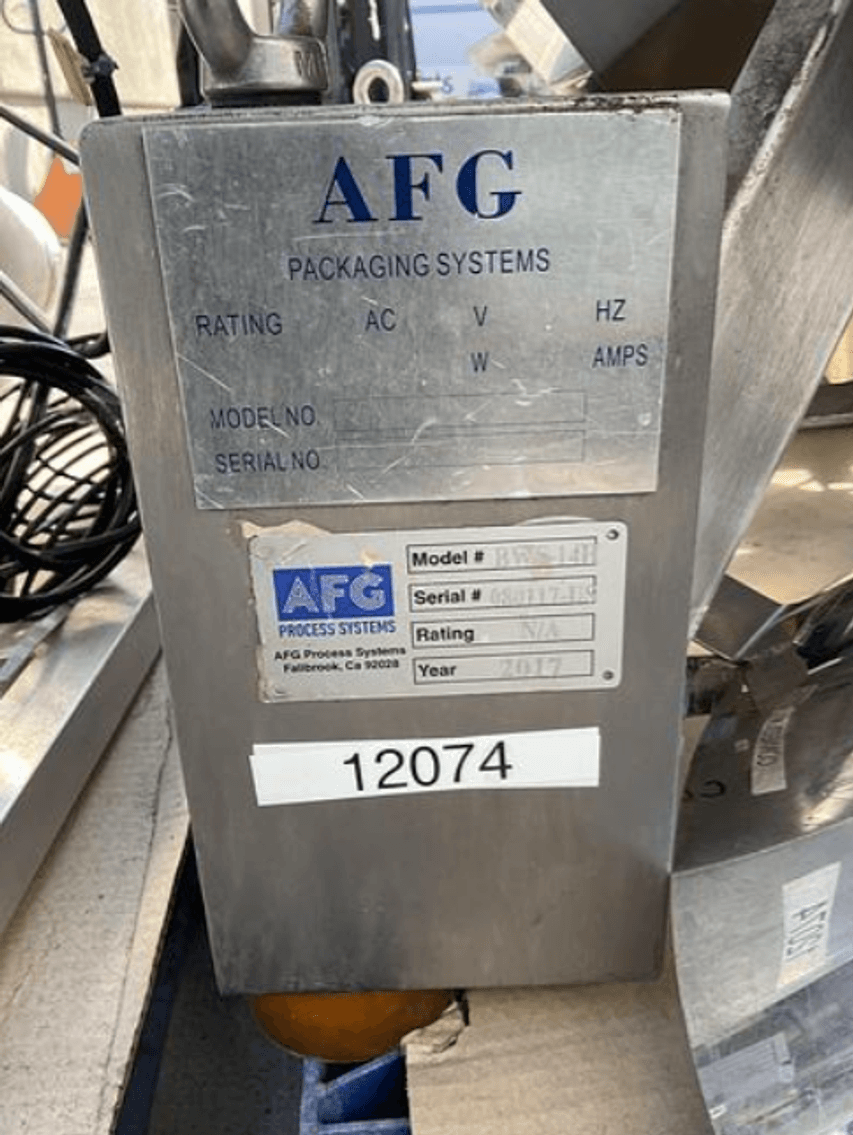 AFG
PACKAGING SYSTEMS
RATING AC V HZ
W AMPS
MODEL NO.
SERIAL NO.
AFG
PROCESS SYSTEMS
AFG Process Systems
Fallbrook, Ca 92028
Model #
Serial #
Rating N/A
Year 2017
12074